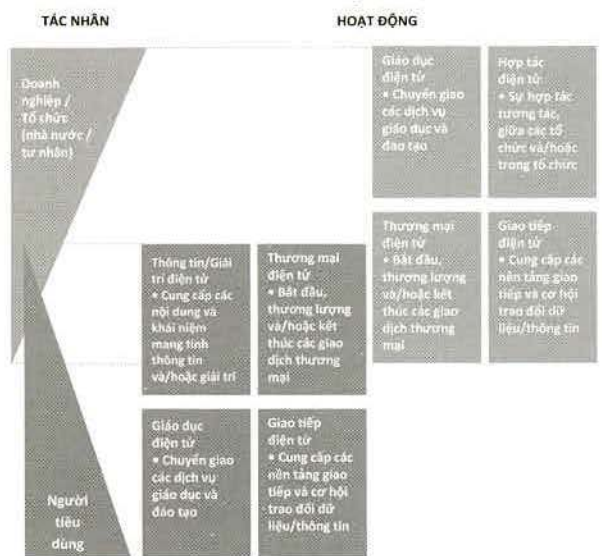 TÁC NHÂN
HOẠT ĐỘNG
Doanh
nghiệp /
Tổ chức
(nhà nước /
tư nhân)
Giáo dục
điện tử
• Chuyển giao
các dịch vụ
giáo dục và
đào tạo
Hợp tác
điện tử
• Sự hợp tác
tương tác,
giữa các tổ
chức và/hoặc
trong tổ chức
Thông tin/Giải
trí điện tử
• Cung cấp các
nội dung và
khái niệm
mang tính
thông tin
và/hoặc giải trí
Thương mại
điện tử
• Bắt đầu,
thương lượng
và/hoặc kết
thúc các giao
dịch thương
mại
Thương mại
điện tử
• Bắt đầu,
thương lượng
và/hoặc kết
thúc các giao
dịch thương
mại
Giao tiếp
điện tử
• Cung cấp các
nền tảng giao
tiếp và cơ hội
trao đổi dữ
liệu/thông tin
Giáo dục
điện tử
• Chuyển giao
các dịch vụ
giáo dục và
đào tạo
Giao tiếp
điện tử
• Cung cấp các
nền tảng giao
tiếp và cơ hội
trao đổi dữ
liệu/thông tin
Người
tiêu
dùng